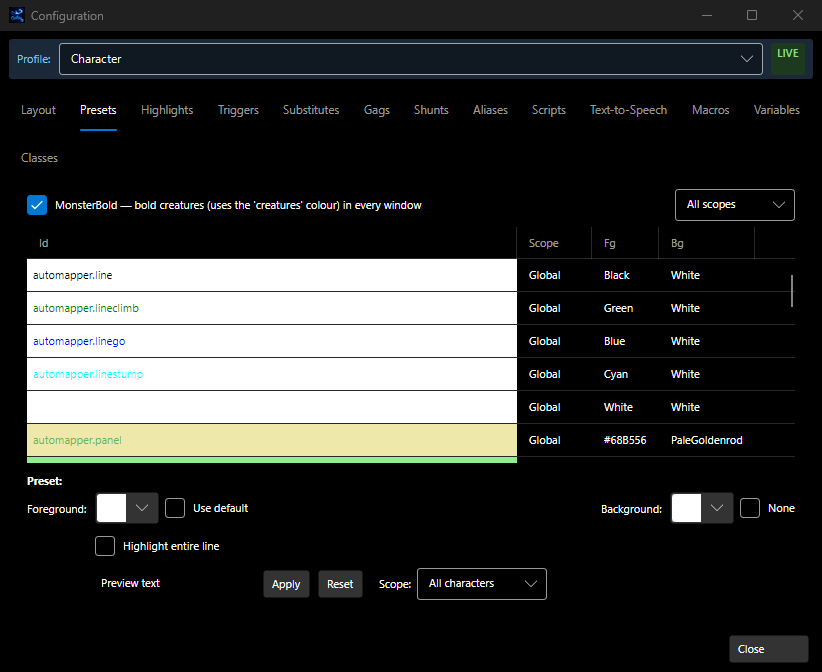 Configuration
Profile: Character LIVE
Layout Presets Highlights Triggers Substitutes Gags Shunts Aliases Scripts Text-to-Speech Macros Variables
Classes
MonsterBold — bold creatures (uses the 'creatures' colour) in every window All scopes
Id Scope Fg Bg
automapper.line Global Black White
automapper.lineclimb Global Green White
automapper.linego Global Blue White
automapper.linestump Global Cyan White
Global White White
automapper.panel Global #68B556 PaleGoldenrod
Preset:
Foreground: Use default Background: None
Highlight entire line
Preview text Apply Reset Scope: All characters
Close